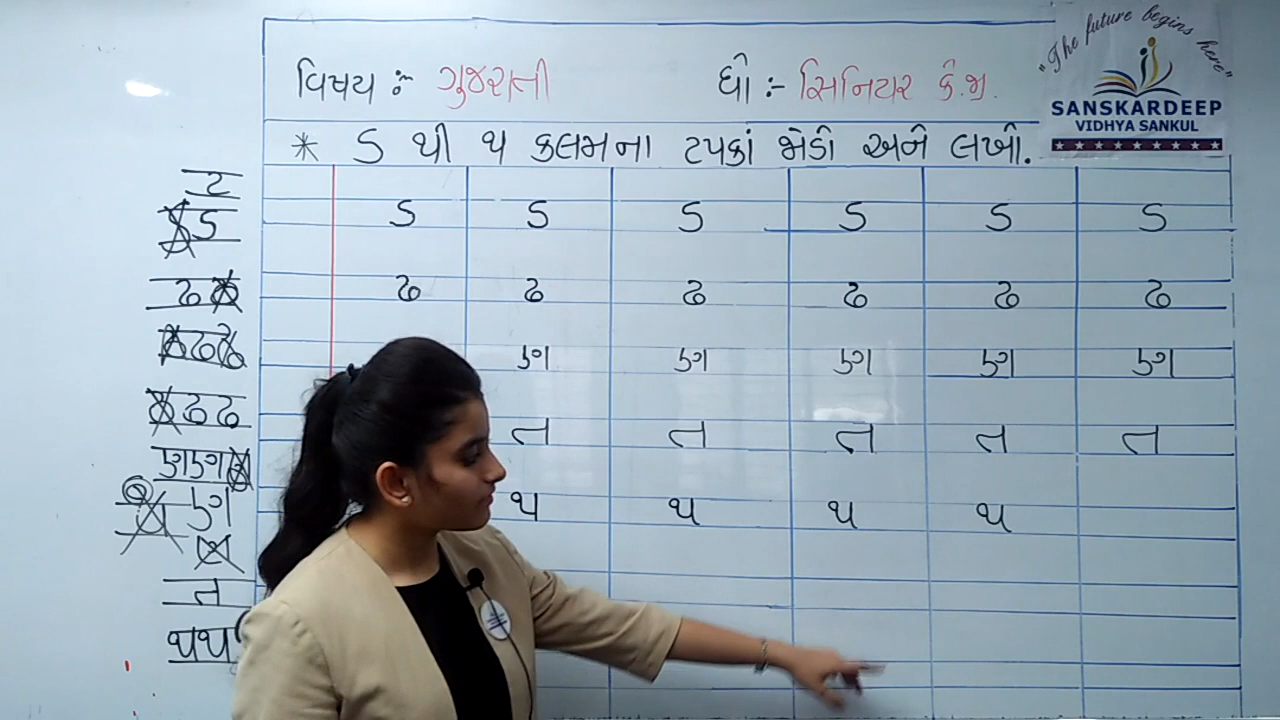 "The future begins here"
SANSKARDEEP
VIDHYA SANKUL
વિષય :- ગુજરાતી ધો :- સિનિયર કે.જી.
* ડ થી થ કલમના ટપકાં જોડો અને લખો.
ડ ડ ડ ડ ડ ડ
ઢ ઢ ઢ ઢ ઢ ઢ
ણ ણ ણ ણ ણ
ત ત ત ત ત
થ થ થ થ
ટ
ડ
ઢ
ઢ
ઢ ઢ
ણ ણ
ણ
ત
થ થ